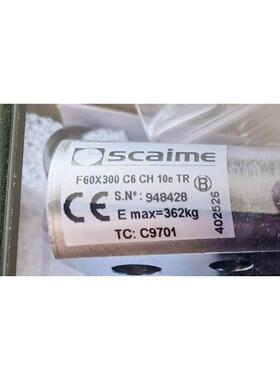 scaime
F60X300 C6 CH 10e TR B
S.N°: 948428
CE E max=362kg
TC: C9701
402526